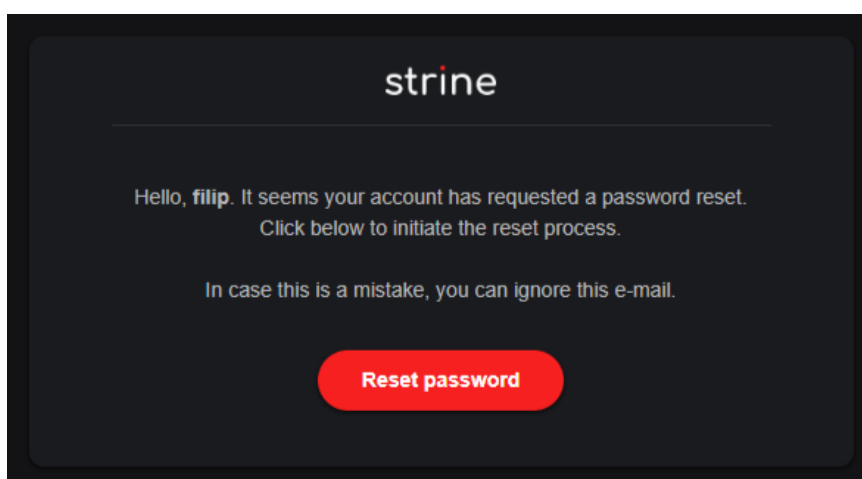 strine
Hello, filip. It seems your account has requested a password reset.
Click below to initiate the reset process.
In case this is a mistake, you can ignore this e-mail.
Reset password